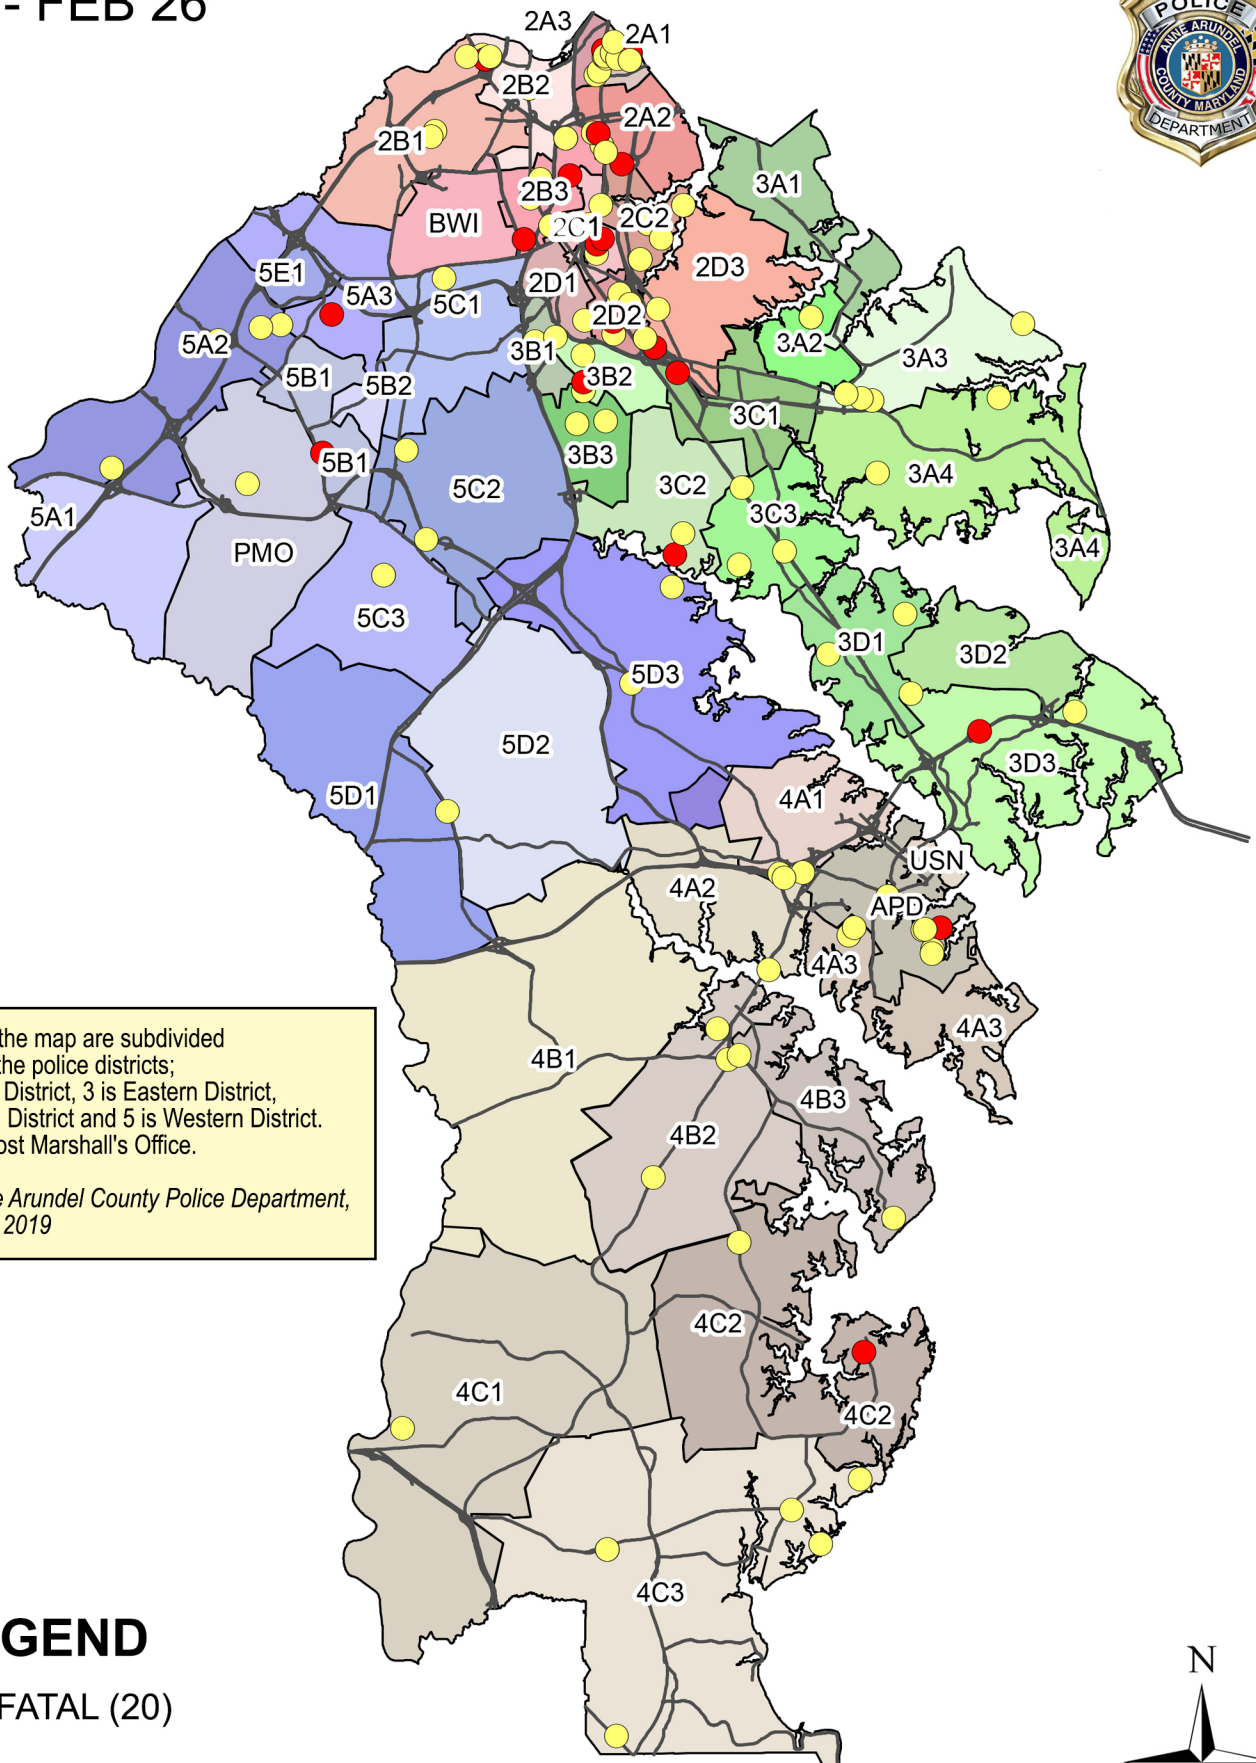 - FEB 26
POLICE
ANNE ARUNDEL
COUNTY MARYLAND
DEPARTMENT
2A3
2A1
2B2
2A2
2B1
3A1
2B3
BWI
2C1
2C2
2D3
5E1
2D1
5A3
5C1
2D2
5A2
3A2
3B1
3A3
5B1
5B2
3B2
3C1
3B3
5B1
3A4
5C2
3C2
3C3
5A1
PMO
3A4
5C3
3D1
3D2
5D3
5D2
3D3
5D1
4A1
USN
4A2
APD
4A3
4A3
4B1
4B3
4B2
4C2
4C1
4C2
4C3
the map are subdivided
the police districts;
District, 3 is Eastern District,
District and 5 is Western District.
ost Marshall's Office.
e Arundel County Police Department,
2019
GEND
FATAL (20)
N